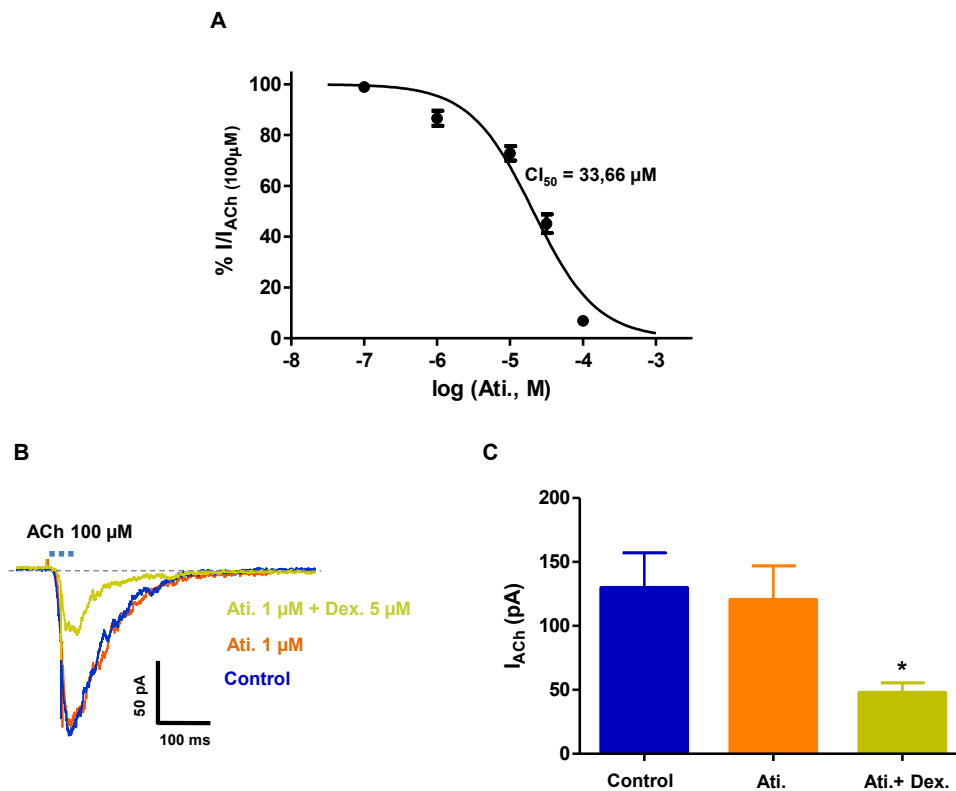 A
% I/I ACh (100µM)
100
80
60
40
20
0
CI50 = 33,66 µM
-8 -7 -6 -5 -4 -3
log (Ati., M)
B
ACh 100 µM
Ati. 1 µM + Dex. 5 µM
Ati. 1 µM
Control
50 pA
100 ms
C
IACh (pA)
200
150
100
50
0
*
Control Ati. Ati.+ Dex.